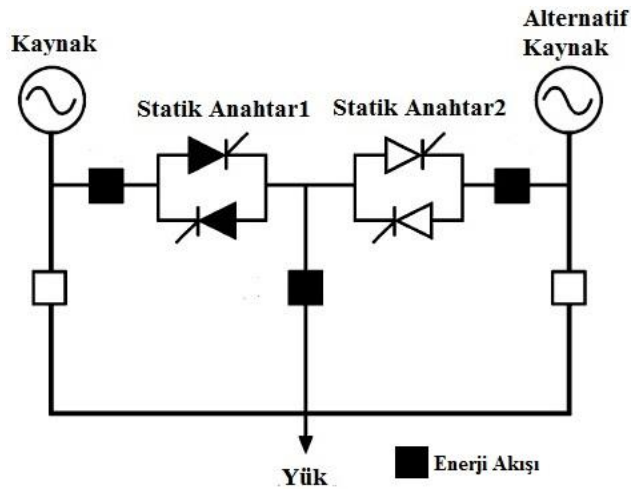 Kaynak
Alternatif
Kaynak
Statik Anahtar1
Statik Anahtar2
Yük
Enerji Akışı